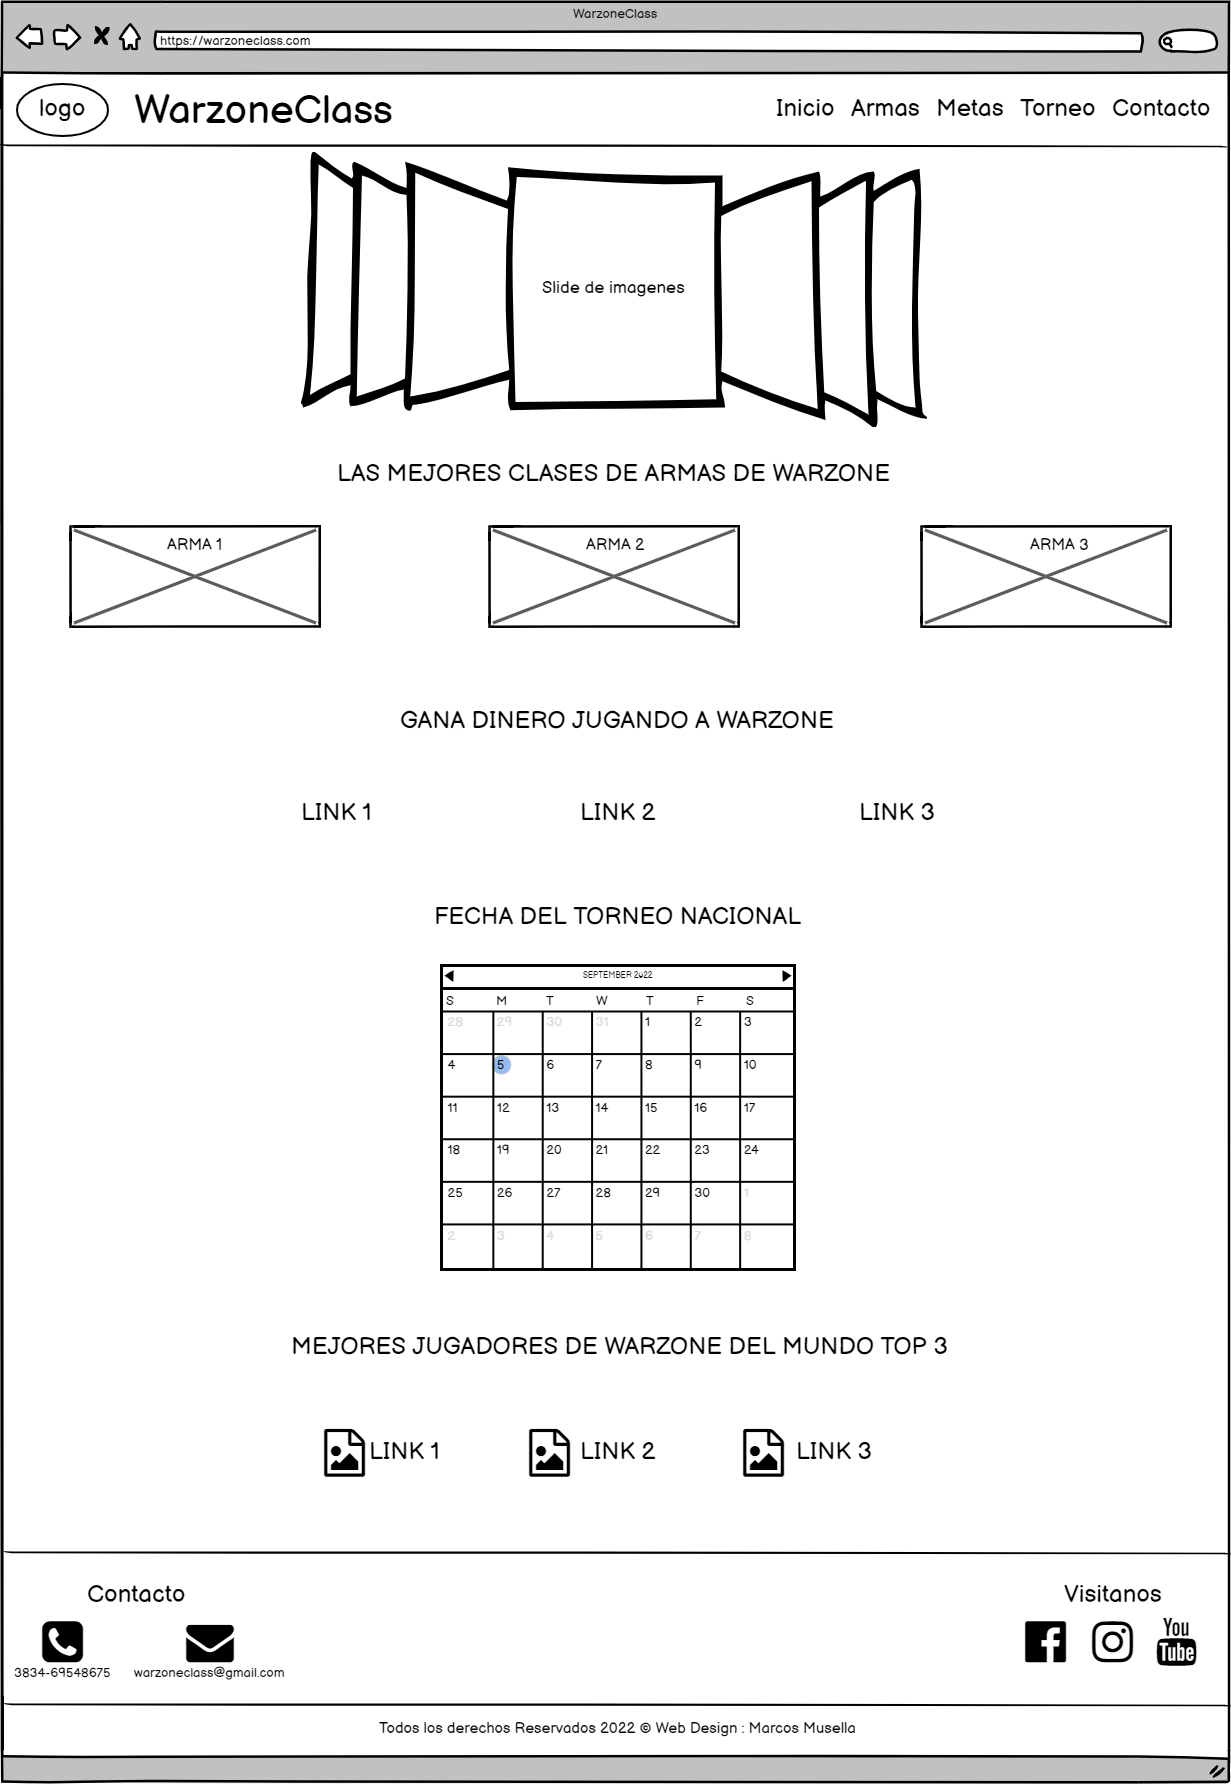 WarzoneClass
https://warzoneclass.com
logo
WarzoneClass
Inicio Armas Metas Torneo Contacto
Slide de imagenes
LAS MEJORES CLASES DE ARMAS DE WARZONE
ARMA 1 ARMA 2 ARMA 3
GANA DINERO JUGANDO A WARZONE
LINK 1 LINK 2 LINK 3
FECHA DEL TORNEO NACIONAL
SEPTEMBER 2022
S M T W T F S
28 29 30 31 1 2 3
4 5 6 7 8 9 10
11 12 13 14 15 16 17
18 19 20 21 22 23 24
25 26 27 28 29 30 1
2 3 4 5 6 7 8
MEJORES JUGADORES DE WARZONE DEL MUNDO TOP 3
LINK 1 LINK 2 LINK 3
Contacto
3834-69548675 warzoneclass@gmail.com
Visitanos
You
Tube
Todos los derechos Reservados 2022 © Web Design : Marcos Musella